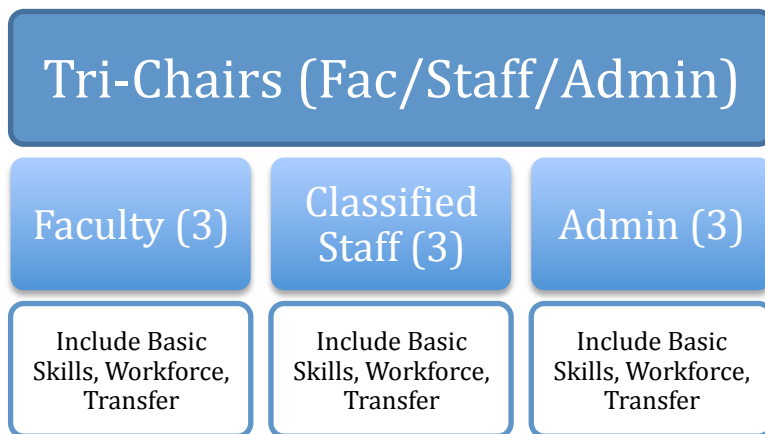 Tri-Chairs (Fac/Staff/Admin)
Faculty (3)
Classified
Staff (3)
Admin (3)
Include Basic
Skills, Workforce,
Transfer
Include Basic
Skills, Workforce,
Transfer
Include Basic
Skills, Workforce,
Transfer